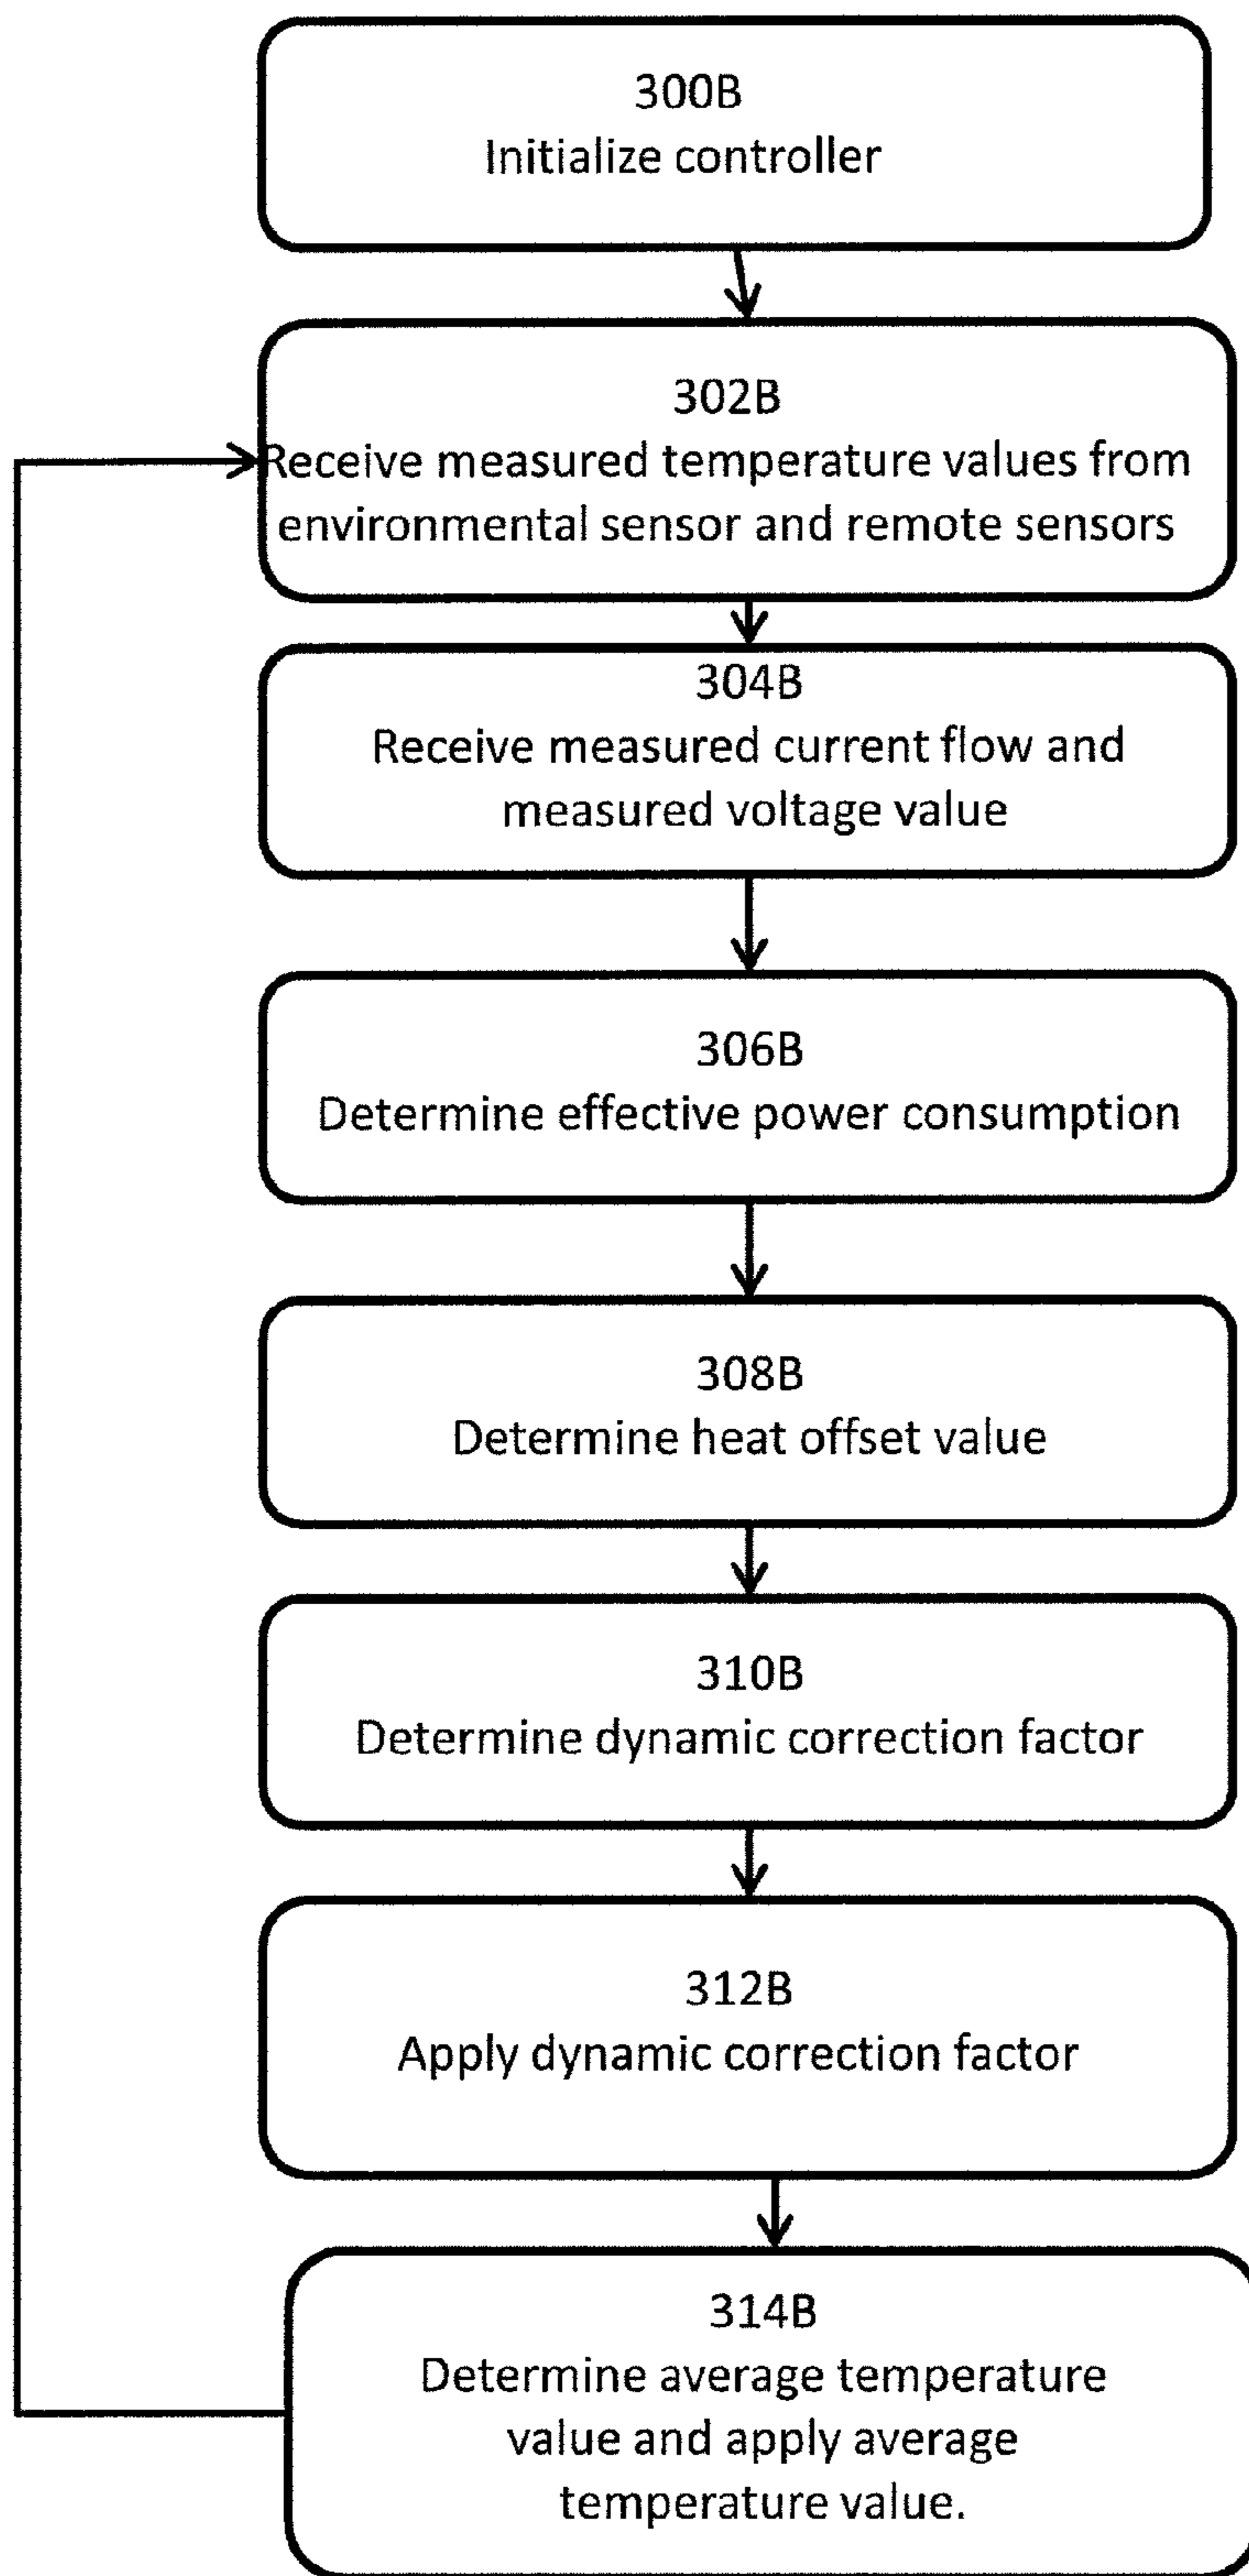 300B
Initialize controller
302B
Receive measured temperature values from
environmental sensor and remote sensors
304B
Receive measured current flow and
measured voltage value
306B
Determine effective power consumption
308B
Determine heat offset value
310B
Determine dynamic correction factor
312B
Apply dynamic correction factor
314B
Determine average temperature
value and apply average
temperature value.